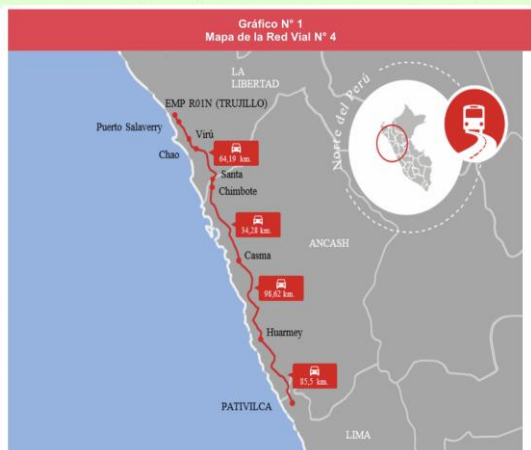 Gráfico N° 1
Mapa de la Red Vial N° 4
LA
LIBERTAD
EMP R01N (TRUJILLO)
Puerto Salaverry
Virú
Chao
64,19 km.
Santa
Chimbote
34,28 km.
ANCASH
Casma
98,62 km.
Huarmey
85,5 km.
PATIVILCA
LIMA
Norte del Perú